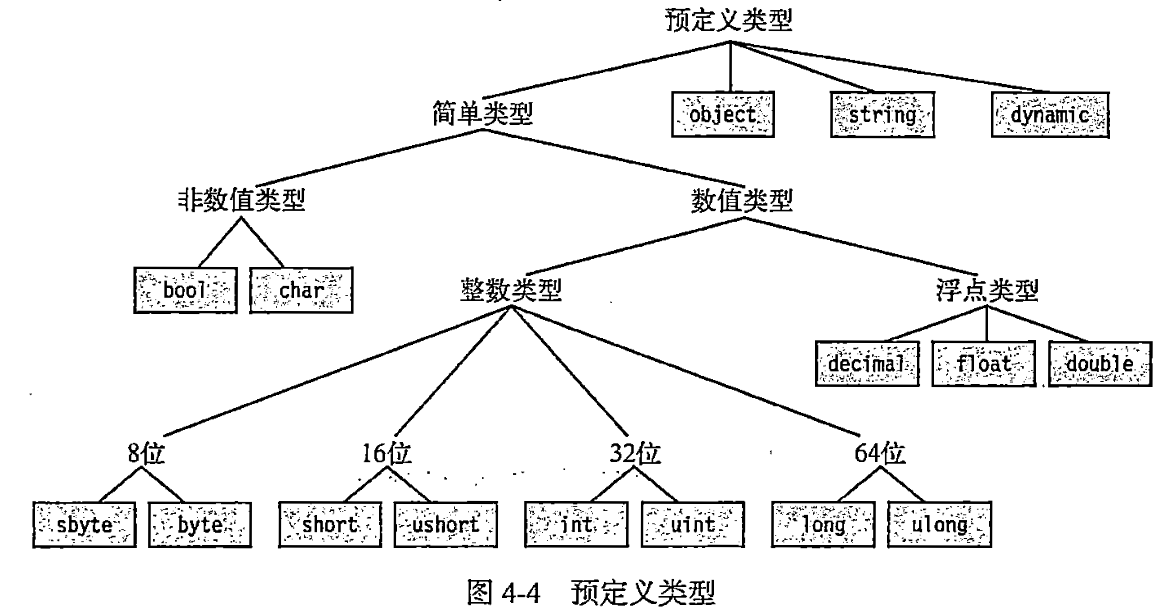 预定义类型
简单类型 object string dynamic
非数值类型 数值类型
bool char 整数类型 浮点类型
decimal float double
8位 16位 32位 64位
sbyte byte short ushort int uint long ulong
图 4-4 预定义类型